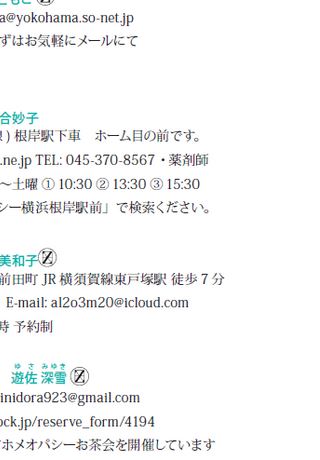 a@yokohama.so-net.jp
ずはお気軽にメールにて
合妙子
) 根岸駅下車　ホーム目の前です。
.ne.jp TEL: 045-370-8567・薬剤師
～土曜 ① 10:30 ② 13:30 ③ 15:30
シー横浜根岸駅前」で検索ください。
美和子
前田町 JR 横須賀線東戸塚駅 徒歩 7 分
E-mail: al2o3m20@icloud.com
時 予約制
遊佐 深雪 ゆ さ みゆき
inidora923@gmail.com
ock.jp/reserve_form/4194
ホメオパシーお茶会を開催しています